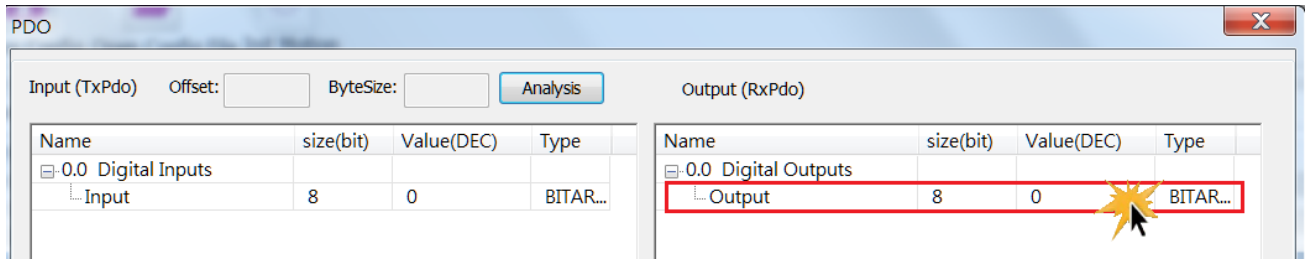 PDO
Input (TxPdo) Offset: ByteSize: Analysis Output (RxPdo)
Name size(bit) Value(DEC) Type Name size(bit) Value(DEC) Type
0.0 Digital Inputs 0.0 Digital Outputs
Input 8 0 BITAR... Output 8 0 BITAR...